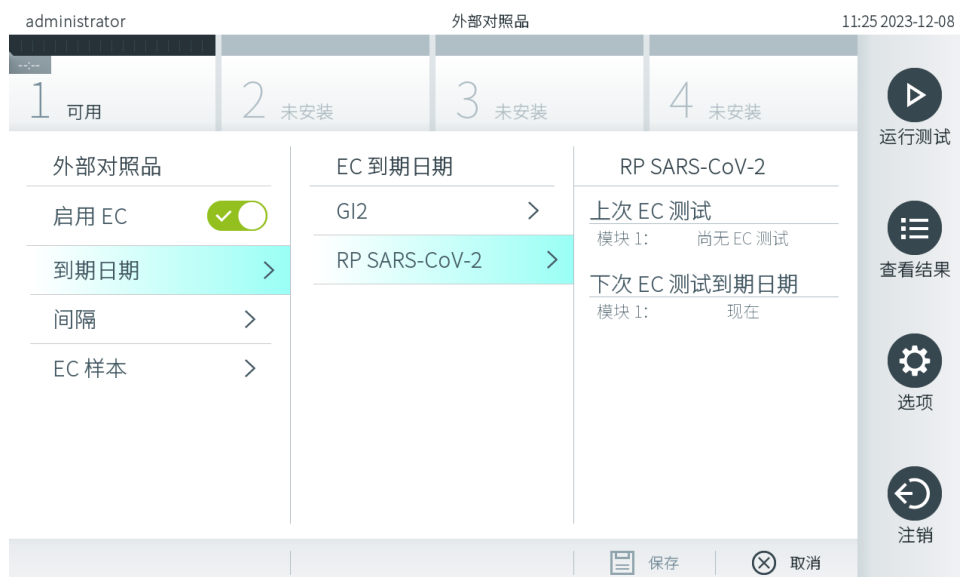 administrator
外部对照品
11:25 2023-12-08
--:--
1 可用
2 未安装
3 未安装
4 未安装
运行测试
查看结果
选项
注销
外部对照品
启用 EC
到期日期
间隔
EC 样本
EC 到期日期
GI2
RP SARS-CoV-2
RP SARS-CoV-2
上次 EC 测试
模块 1: 尚无 EC 测试
下次 EC 测试到期日期
模块 1: 现在
保存
取消